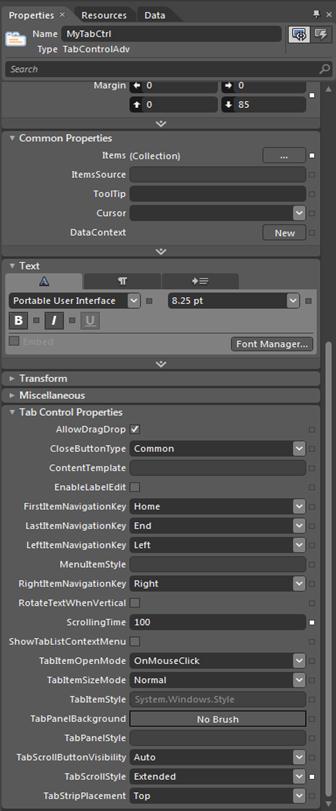 Properties × Resources Data
Name MyTabCtrl
Type TabControlAdv
Search
Margin 0 0
0 85
Common Properties
Items (Collection) ...
ItemsSource
ToolTip
Cursor
DataContext New
Text
A ¶
Portable User Interface 8.25 pt
B I U
Embed
Font Manager...
Transform
Miscellaneous
Tab Control Properties
AllowDragDrop
CloseButtonType Common
ContentTemplate
EnableLabelEdit
FirstItemNavigationKey Home
LastItemNavigationKey End
LeftItemNavigationKey Left
MenuItemStyle
RightItemNavigationKey Right
RotateTextWhenVertical
ScrollingTime 100
ShowTabListContextMenu
TabItemOpenMode OnMouseClick
TabItemSizeMode Normal
TabItemStyle System.Windows.Style
TabPanelBackground No Brush
TabPanelStyle
TabScrollButtonVisibility Auto
TabScrollStyle Extended
TabStripPlacement Top